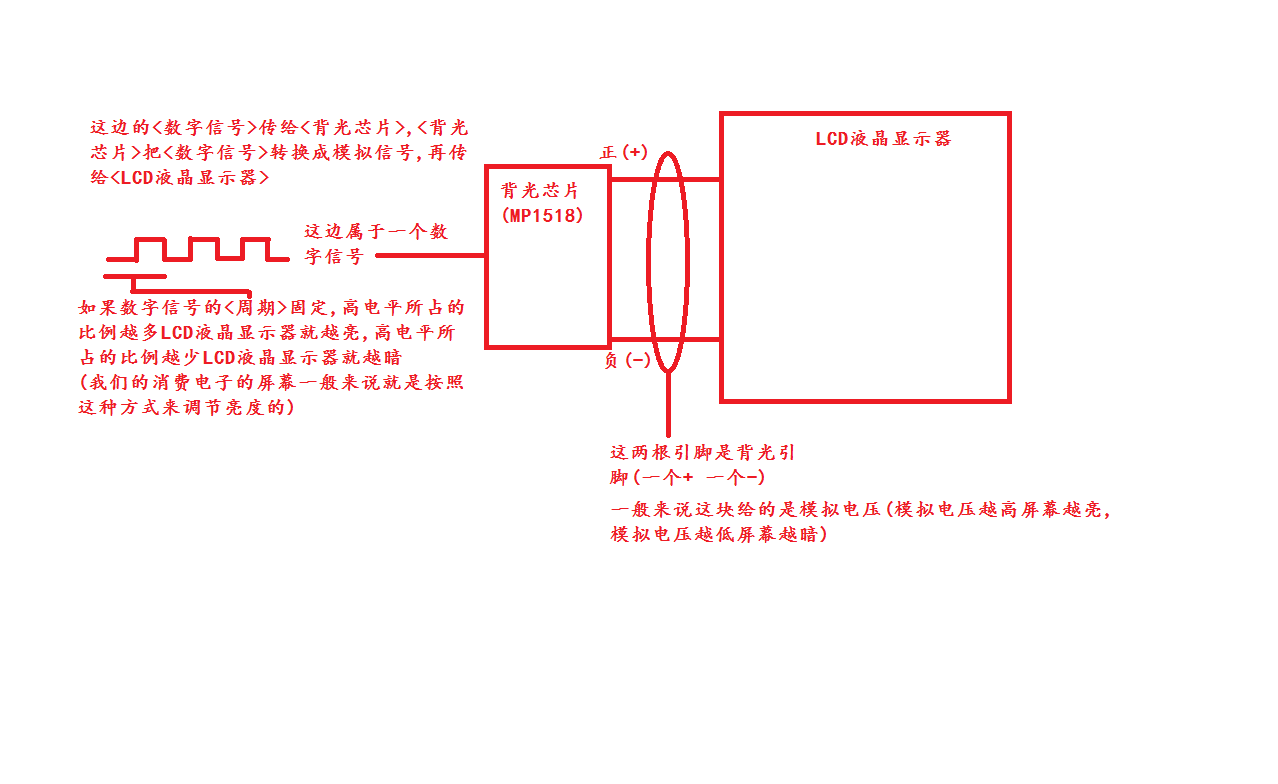 这边的<数字信号>传给<背光芯片>,<背光
芯片>把<数字信号>转换成模拟信号,再传
给<LCD液晶显示器>
这边属于一个数
字信号
如果数字信号的<周期>固定,高电平所占的
比例越多LCD液晶显示器就越亮,高电平所
占的比例越少LCD液晶显示器就越暗
(我们的消费电子的屏幕一般来说就是按照
这种方式来调节亮度的)
背光芯片
(MP1518)
正(+)
负(-)
LCD液晶显示器
这两根引脚是背光引
脚(一个+ 一个-)
一般来说这块给的是模拟电压(模拟电压越高屏幕越亮,
模拟电压越低屏幕越暗)